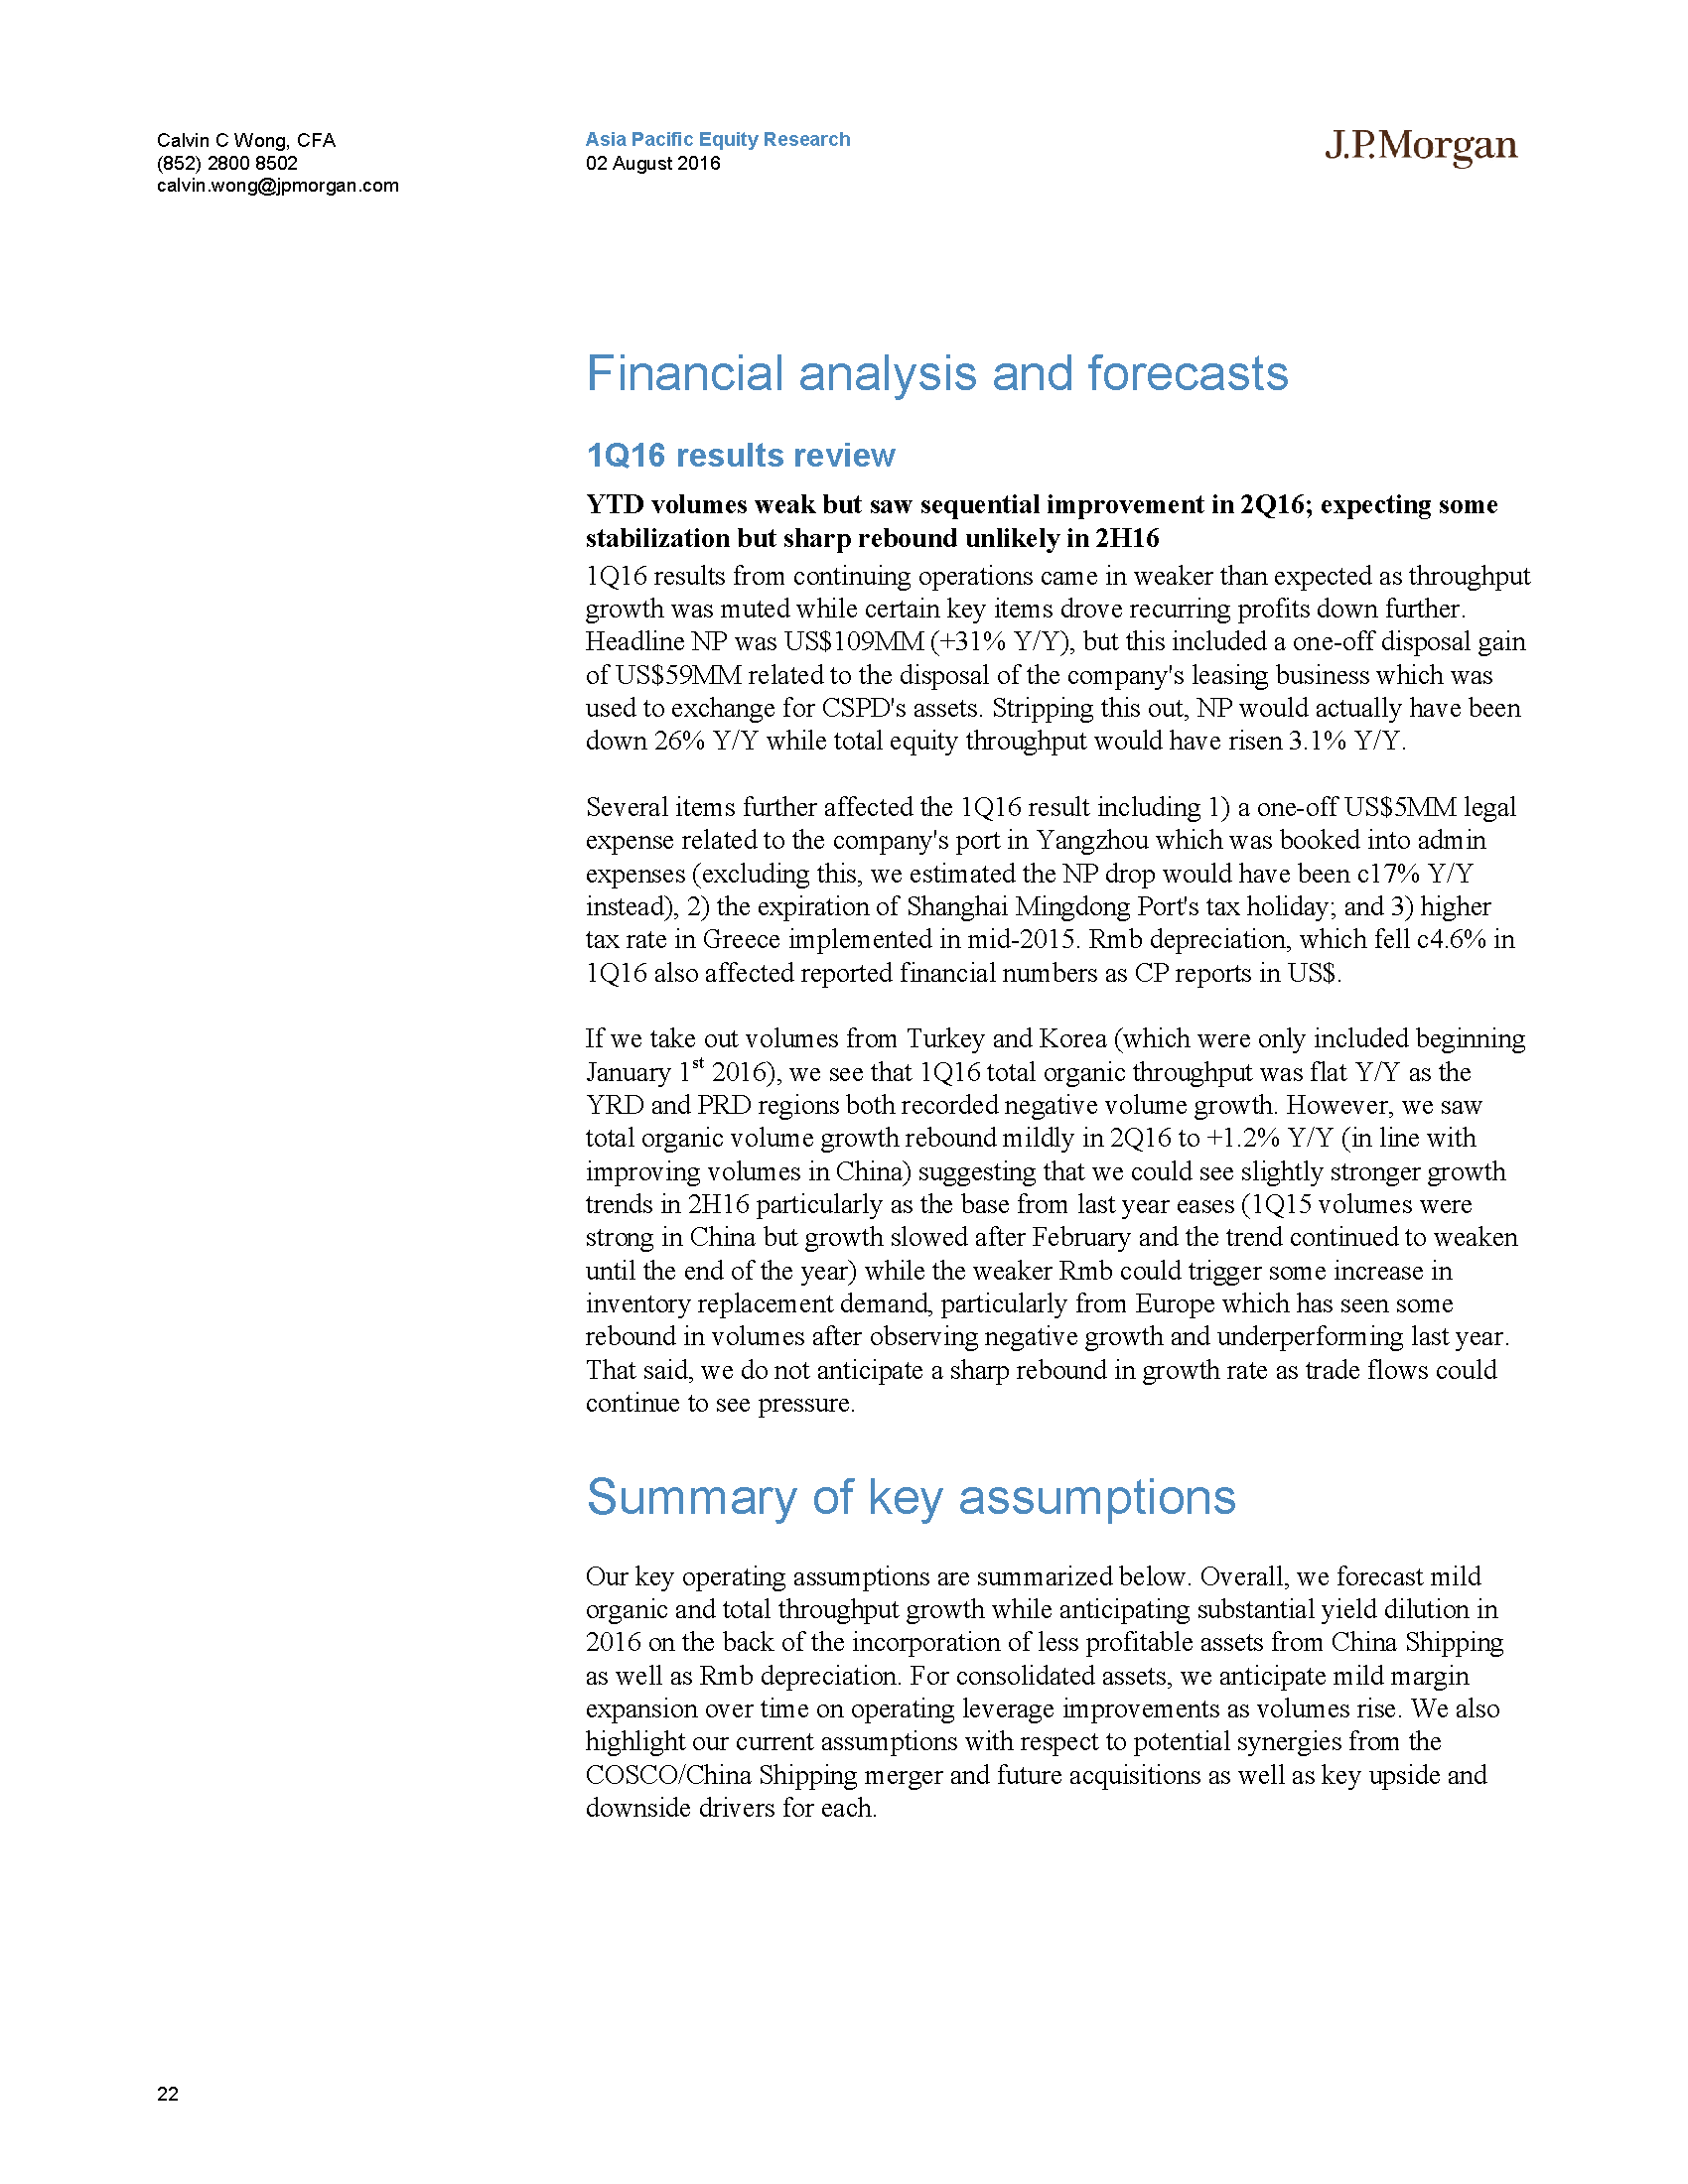 Calvin C Wong, CFA
(852) 2800 8502
calvin.wong@jpmorgan.com
Asia Pacific Equity Research
02 August 2016
J.P.Morgan
Financial analysis and forecasts
1Q16 results review
YTD volumes weak but saw sequential improvement in 2Q16; expecting some
stabilization but sharp rebound unlikely in 2H16
1Q16 results from continuing operations came in weaker than expected as throughput
growth was muted while certain key items drove recurring profits down further.
Headline NP was US$109MM (+31% Y/Y), but this included a one-off disposal gain
of US$59MM related to the disposal of the company's leasing business which was
used to exchange for CSPD's assets. Stripping this out, NP would actually have been
down 26% Y/Y while total equity throughput would have risen 3.1% Y/Y.
Several items further affected the 1Q16 result including 1) a one-off US$5MM legal
expense related to the company's port in Yangzhou which was booked into admin
expenses (excluding this, we estimated the NP drop would have been c17% Y/Y
instead), 2) the expiration of Shanghai Mingdong Port's tax holiday; and 3) higher
tax rate in Greece implemented in mid-2015. Rmb depreciation, which fell c4.6% in
1Q16 also affected reported financial numbers as CP reports in US$.
If we take out volumes from Turkey and Korea (which were only included beginning
January 1st 2016), we see that 1Q16 total organic throughput was flat Y/Y as the
YRD and PRD regions both recorded negative volume growth. However, we saw
total organic volume growth rebound mildly in 2Q16 to +1.2% Y/Y (in line with
improving volumes in China) suggesting that we could see slightly stronger growth
trends in 2H16 particularly as the base from last year eases (1Q15 volumes were
strong in China but growth slowed after February and the trend continued to weaken
until the end of the year) while the weaker Rmb could trigger some increase in
inventory replacement demand, particularly from Europe which has seen some
rebound in volumes after observing negative growth and underperforming last year.
That said, we do not anticipate a sharp rebound in growth rate as trade flows could
continue to see pressure.
Summary of key assumptions
Our key operating assumptions are summarized below. Overall, we forecast mild
organic and total throughput growth while anticipating substantial yield dilution in
2016 on the back of the incorporation of less profitable assets from China Shipping
as well as Rmb depreciation. For consolidated assets, we anticipate mild margin
expansion over time on operating leverage improvements as volumes rise. We also
highlight our current assumptions with respect to potential synergies from the
COSCO/China Shipping merger and future acquisitions as well as key upside and
downside drivers for each.
22